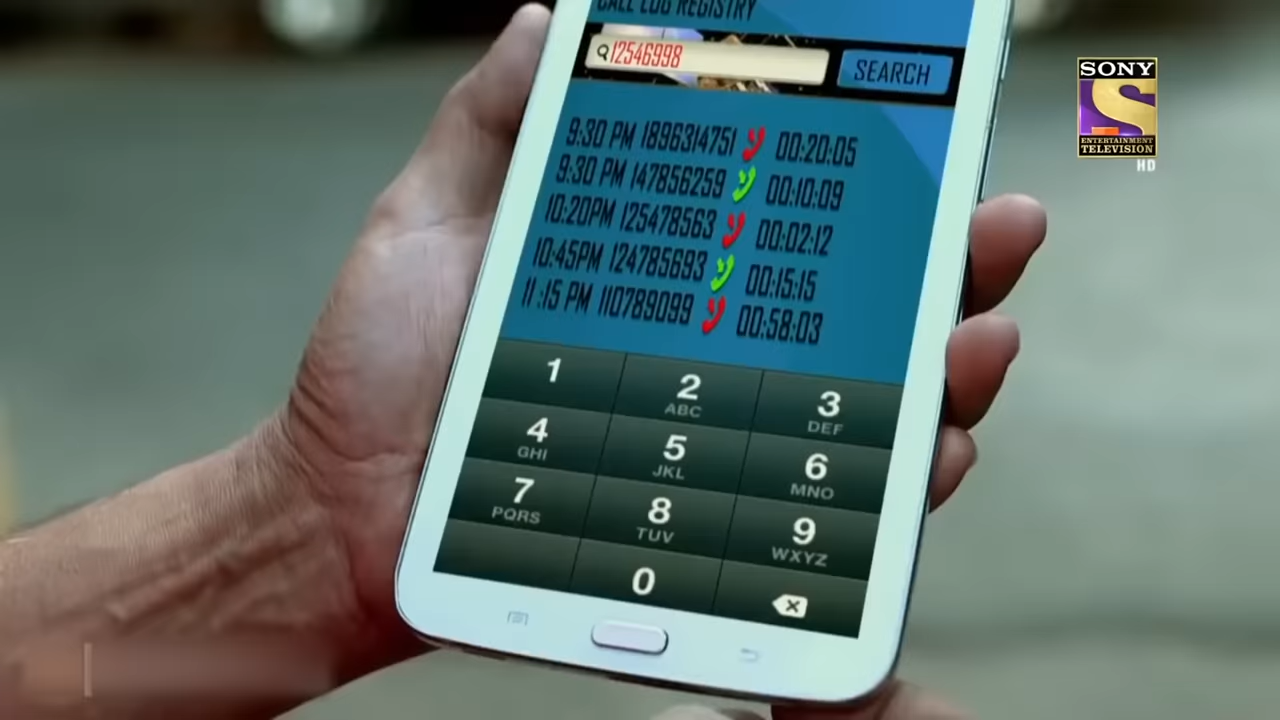 CALL LOG REGISTRY
12546998
SEARCH
9:30 PM 1896314751 00:20:05
9:30 PM 147856259 00:10:09
10:20PM 125478563 00:02:12
10:45PM 124785693 00:15:15
11:15 PM 110789099 00:58:03
1
2
ABC
3
DEF
4
GHI
5
JKL
6
MNO
7
PQRS
8
TUV
9
WXYZ
0
SONY
ENTERTAINMENT
TELEVISION
HD